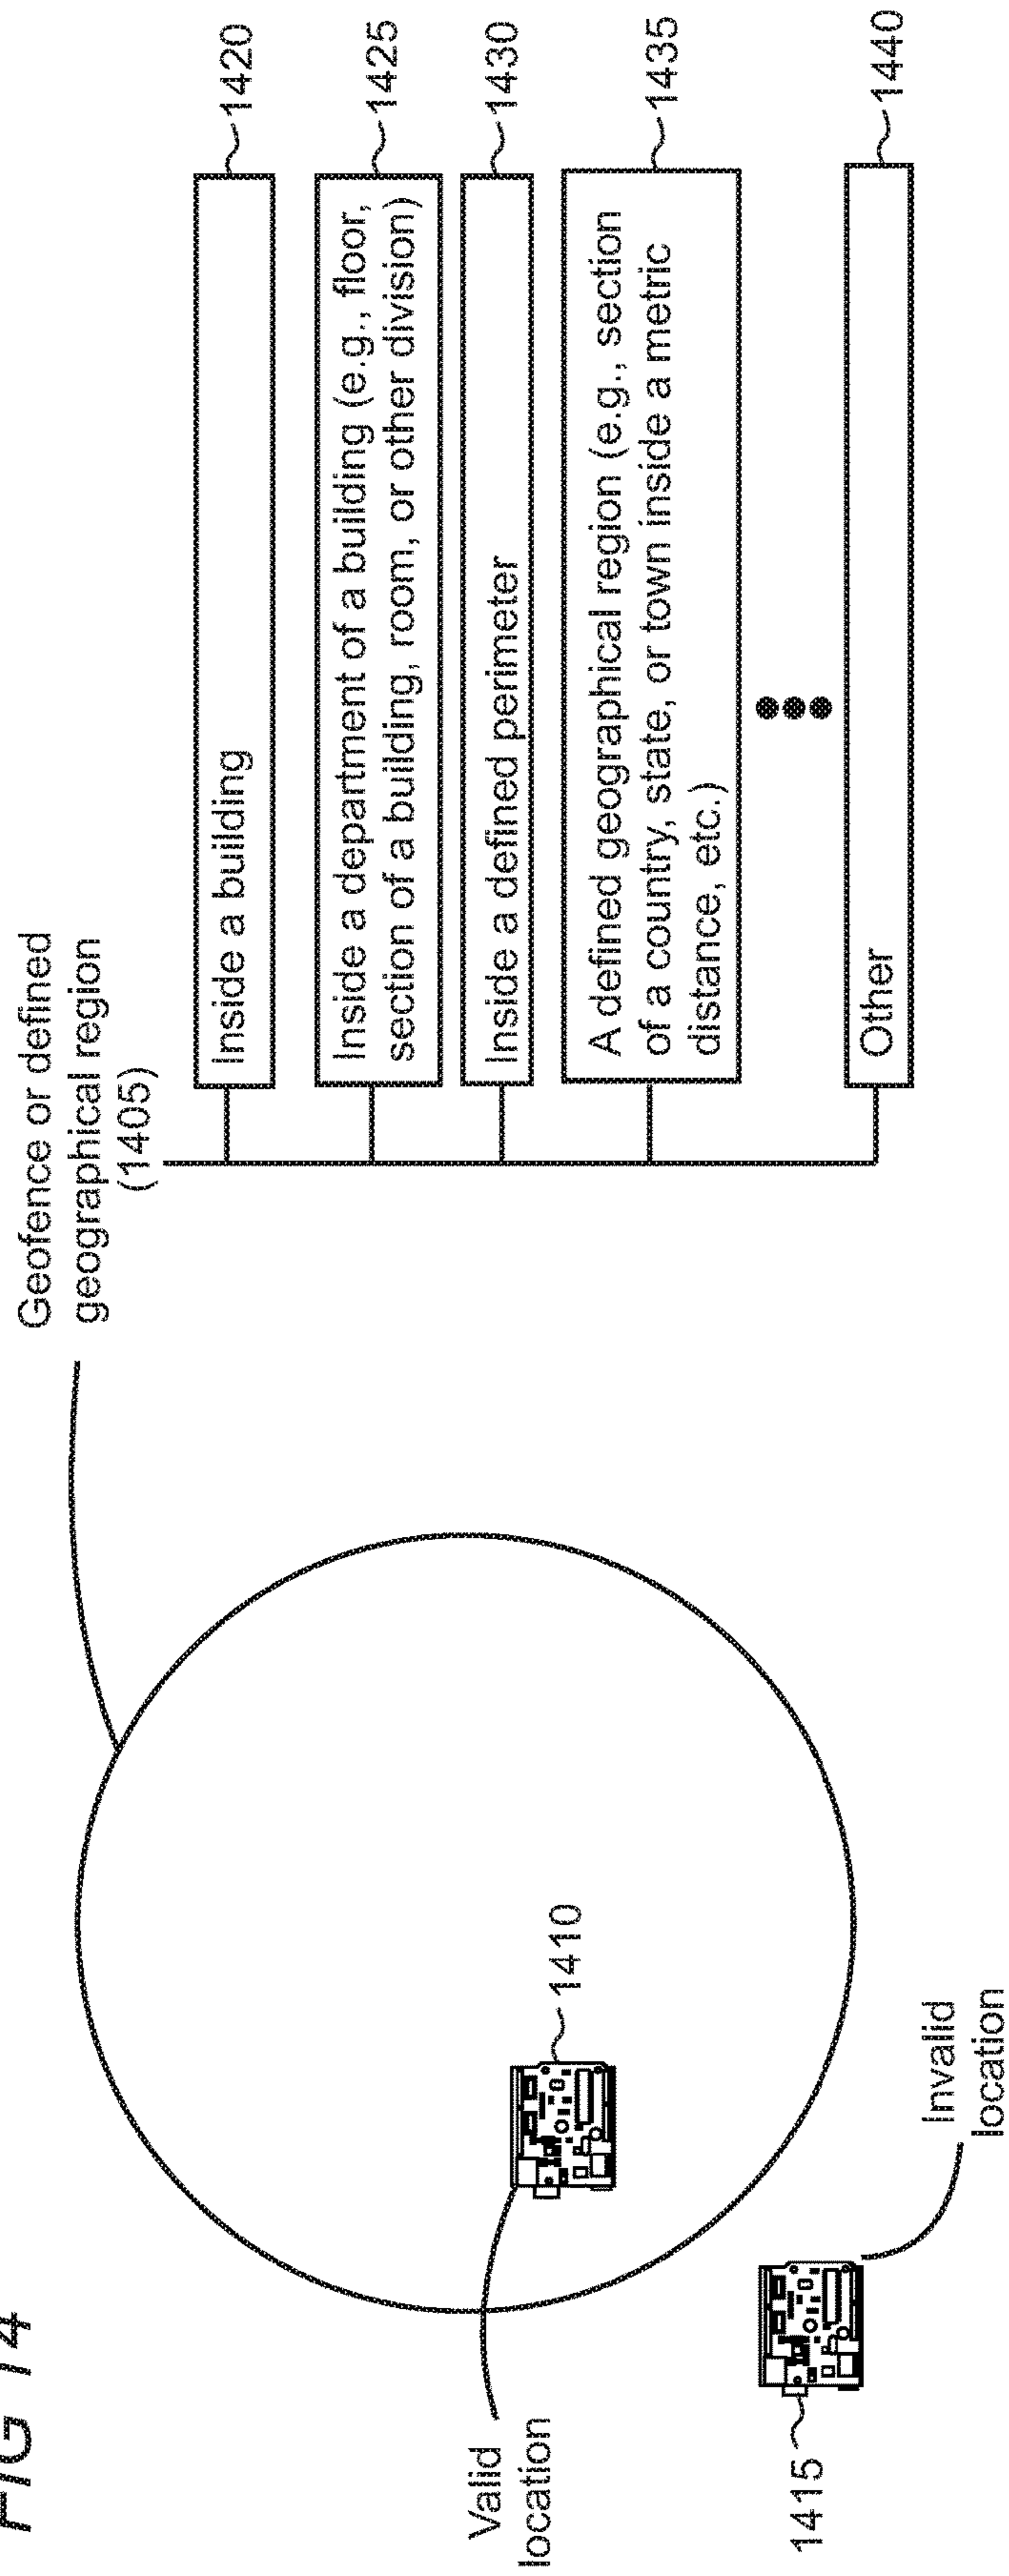 FIG 14
Geofence or defined
geographical region
(1405)
Inside a building
1420
Inside a department of a building (e.g., floor,
section of a building, room, or other division)
1425
Inside a defined perimeter
1430
A defined geographical region (e.g., section
of a country, state, or town inside a metric
distance, etc.)
1435
Other
1440
Valid
location
1410
1415
Invalid
location